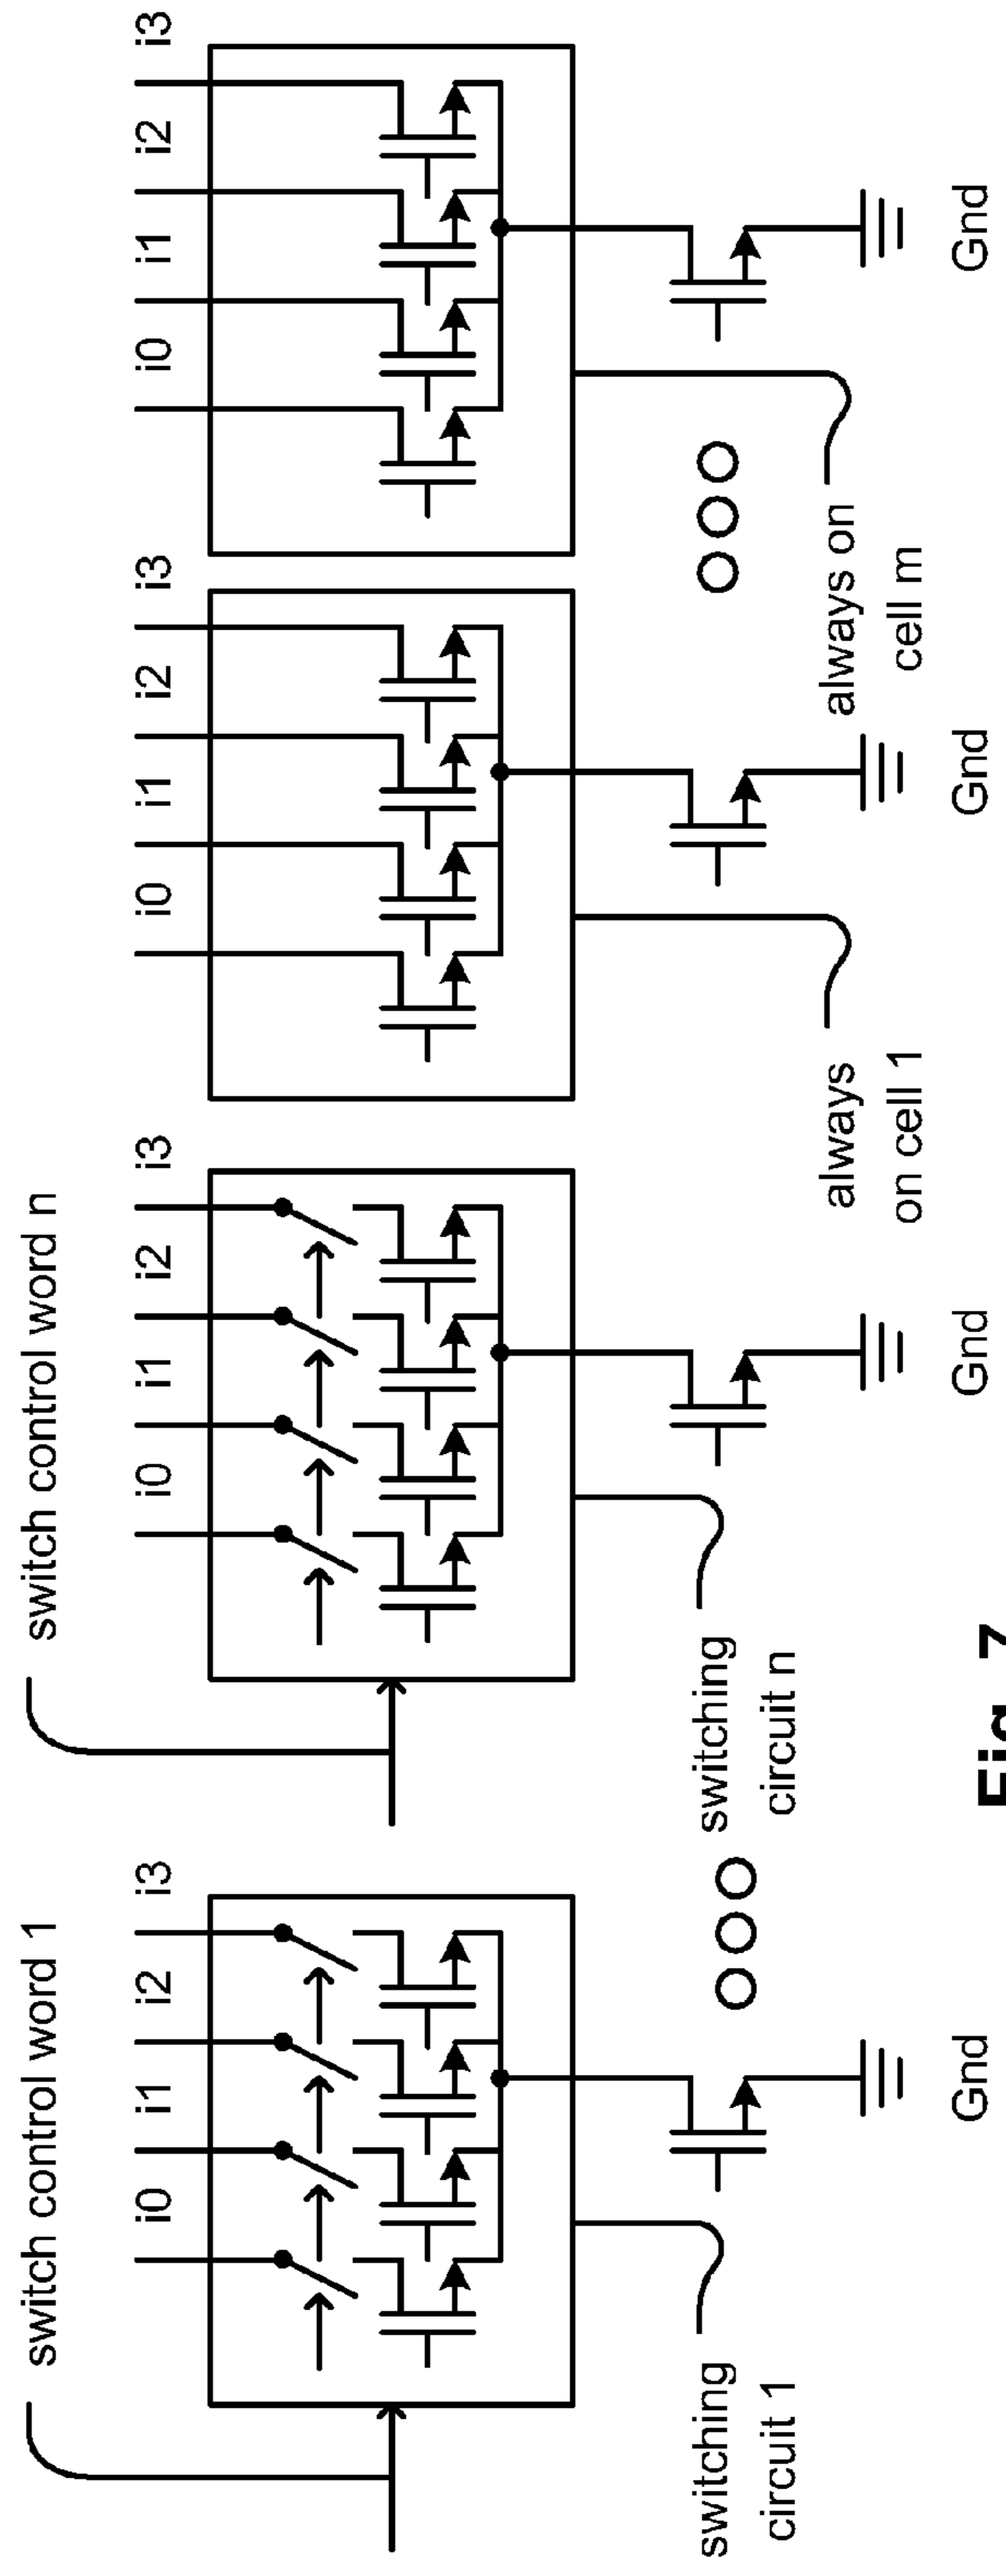 switch control word 1
switch control word n
i0 i1 i2 i3
i0 i1 i2 i3
i0 i1 i2 i3
i0 i1 i2 i3
switching
circuit 1
switching
circuit n
always
on cell 1
always on
cell m
Gnd
Gnd
Gnd
Gnd
Fig. 7